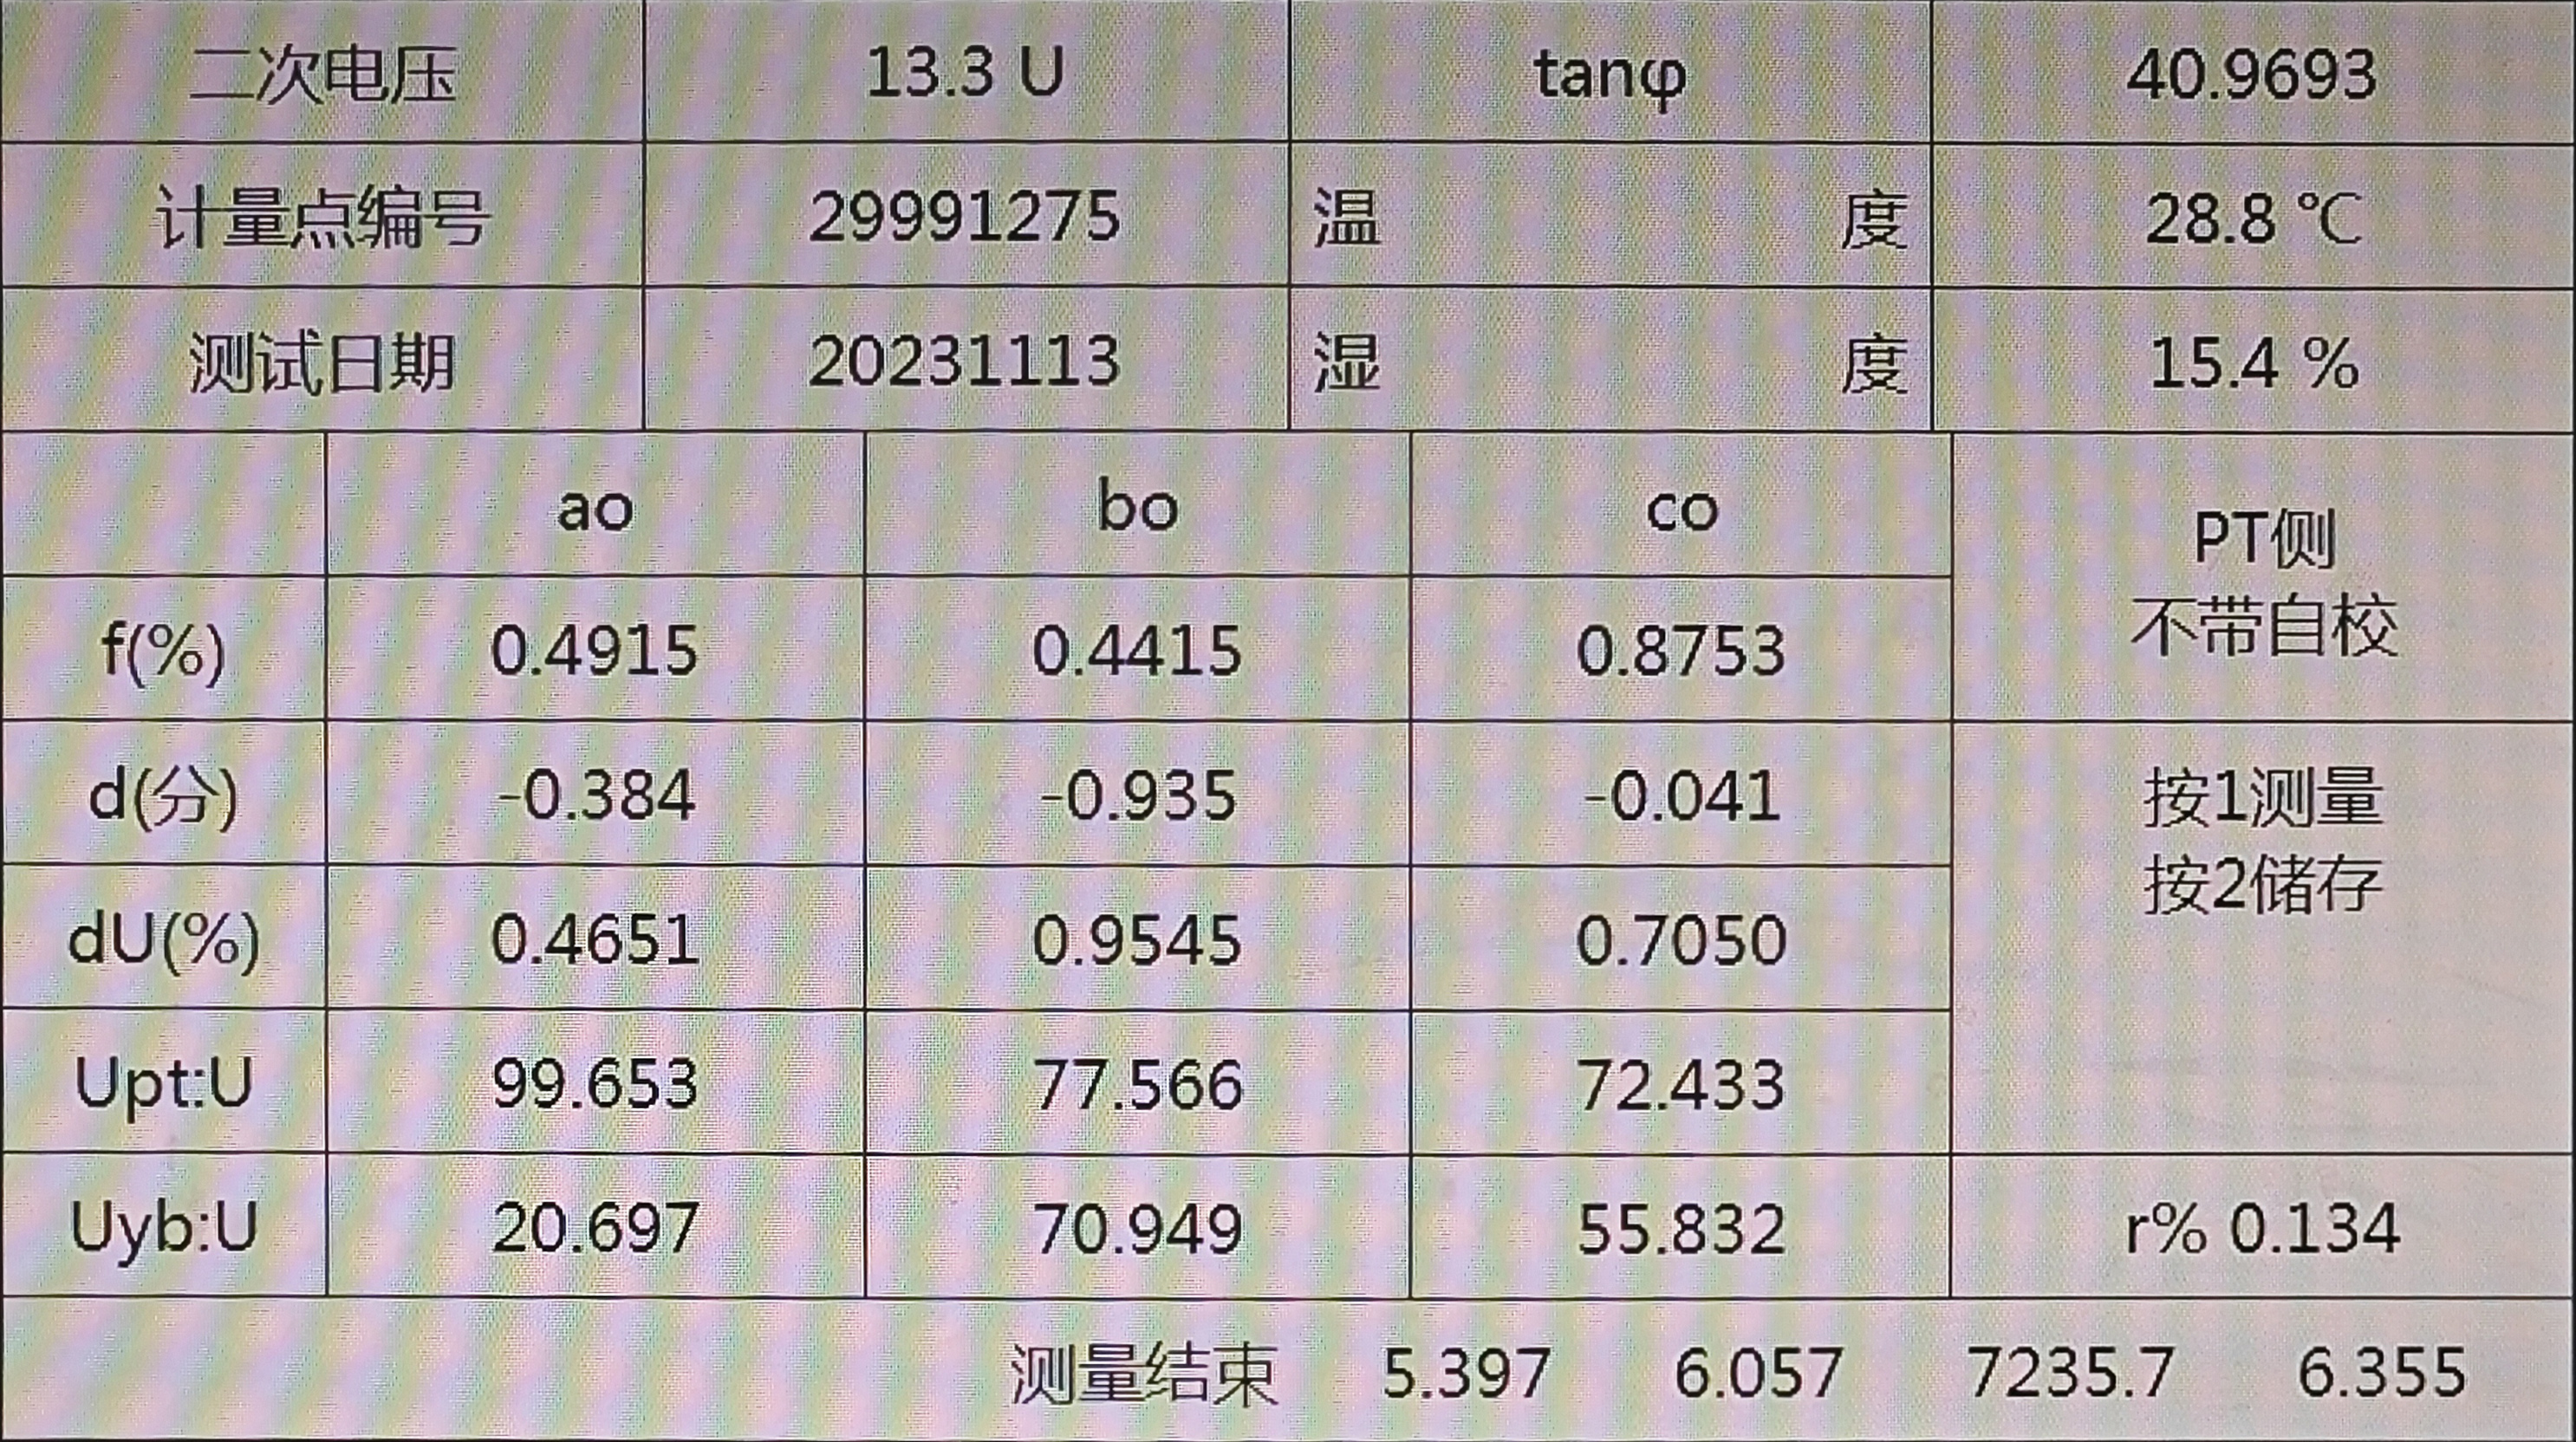 二次电压 13.3 U tanφ 40.9693
计量点编号 29991275 温 度 28.8 ℃
测试日期 20231113 湿 度 15.4 %
ao bo co PT侧
不带自校
f(%) 0.4915 0.4415 0.8753
d(分) -0.384 -0.935 -0.041 按1测量
按2储存
dU(%) 0.4651 0.9545 0.7050
Upt:U 99.653 77.566 72.433
Uyb:U 20.697 70.949 55.832 r% 0.134
测量结束 5.397 6.057 7235.7 6.355